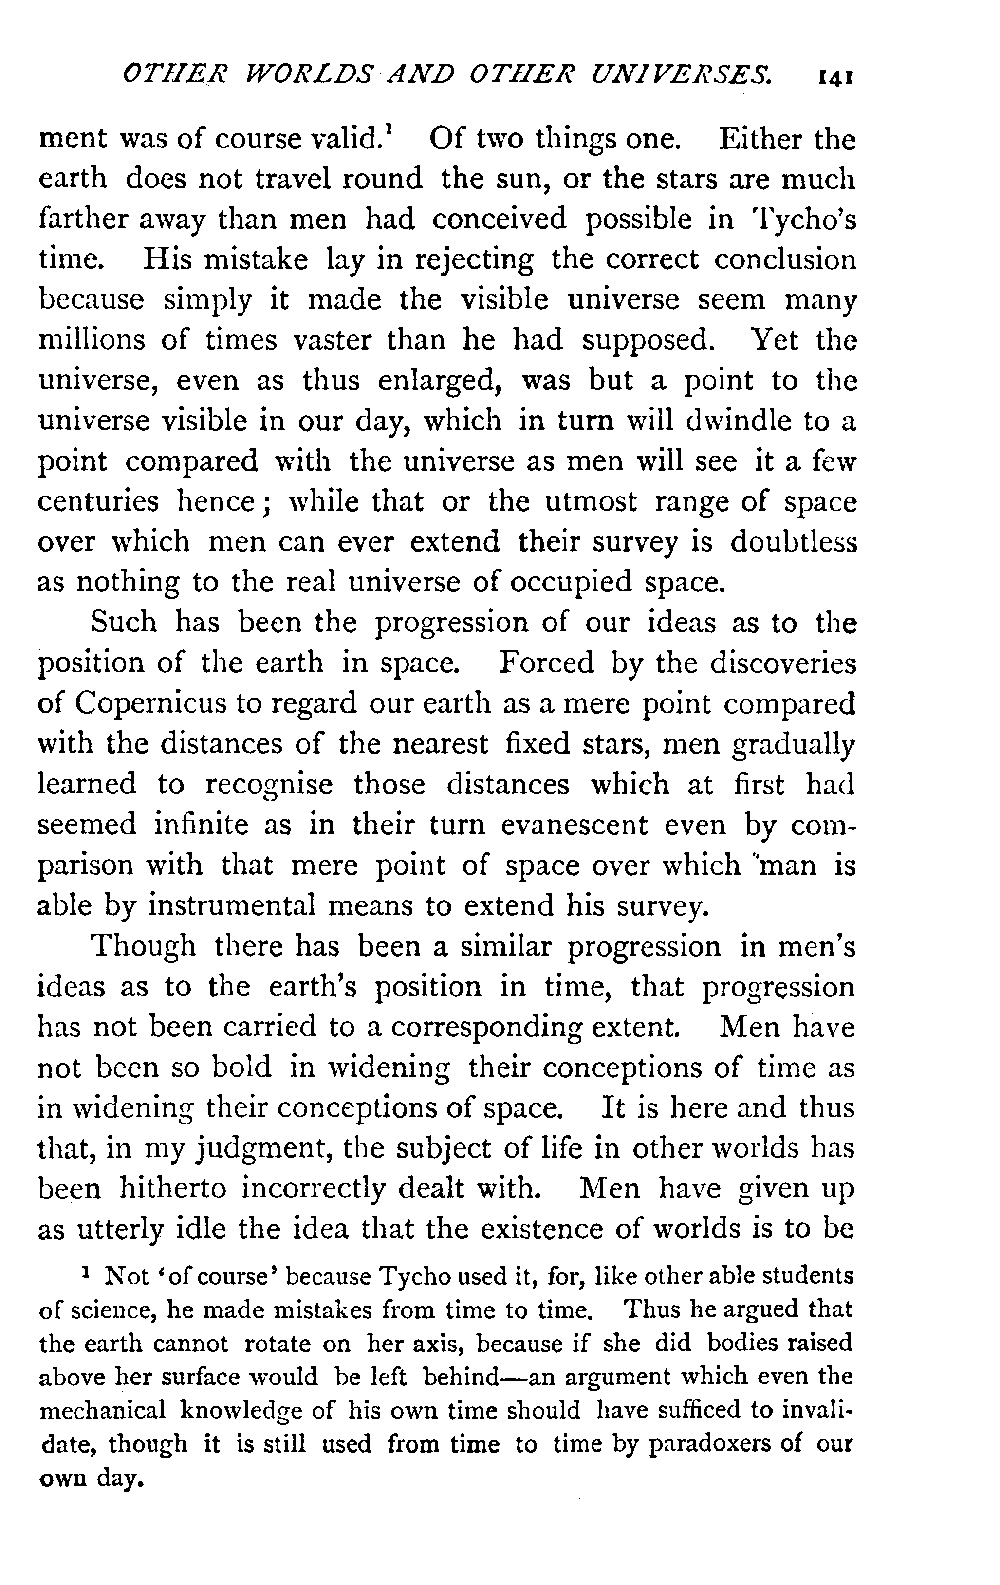 OTHER WORLDS AND OTHER UNIVERSES. 141
ment was of course valid.¹ Of two things one. Either the
earth does not travel round the sun, or the stars are much
farther away than men had conceived possible in Tycho's
time. His mistake lay in rejecting the correct conclusion
because simply it made the visible universe seem many
millions of times vaster than he had supposed. Yet the
universe, even as thus enlarged, was but a point to the
universe visible in our day, which in turn will dwindle to a
point compared with the universe as men will see it a few
centuries hence; while that or the utmost range of space
over which men can ever extend their survey is doubtless
as nothing to the real universe of occupied space.
Such has been the progression of our ideas as to the
position of the earth in space. Forced by the discoveries
of Copernicus to regard our earth as a mere point compared
with the distances of the nearest fixed stars, men gradually
learned to recognise those distances which at first had
seemed infinite as in their turn evanescent even by com-
parison with that mere point of space over which man is
able by instrumental means to extend his survey.
Though there has been a similar progression in men's
ideas as to the earth's position in time, that progression
has not been carried to a corresponding extent. Men have
not been so bold in widening their conceptions of time as
in widening their conceptions of space. It is here and thus
that, in my judgment, the subject of life in other worlds has
been hitherto incorrectly dealt with. Men have given up
as utterly idle the idea that the existence of worlds is to be
¹ Not 'of course' because Tycho used it, for, like other able students
of science, he made mistakes from time to time. Thus he argued that
the earth cannot rotate on her axis, because if she did bodies raised
above her surface would be left behind—an argument which even the
mechanical knowledge of his own time should have sufficed to invali-
date, though it is still used from time to time by paradoxers of our
own day.